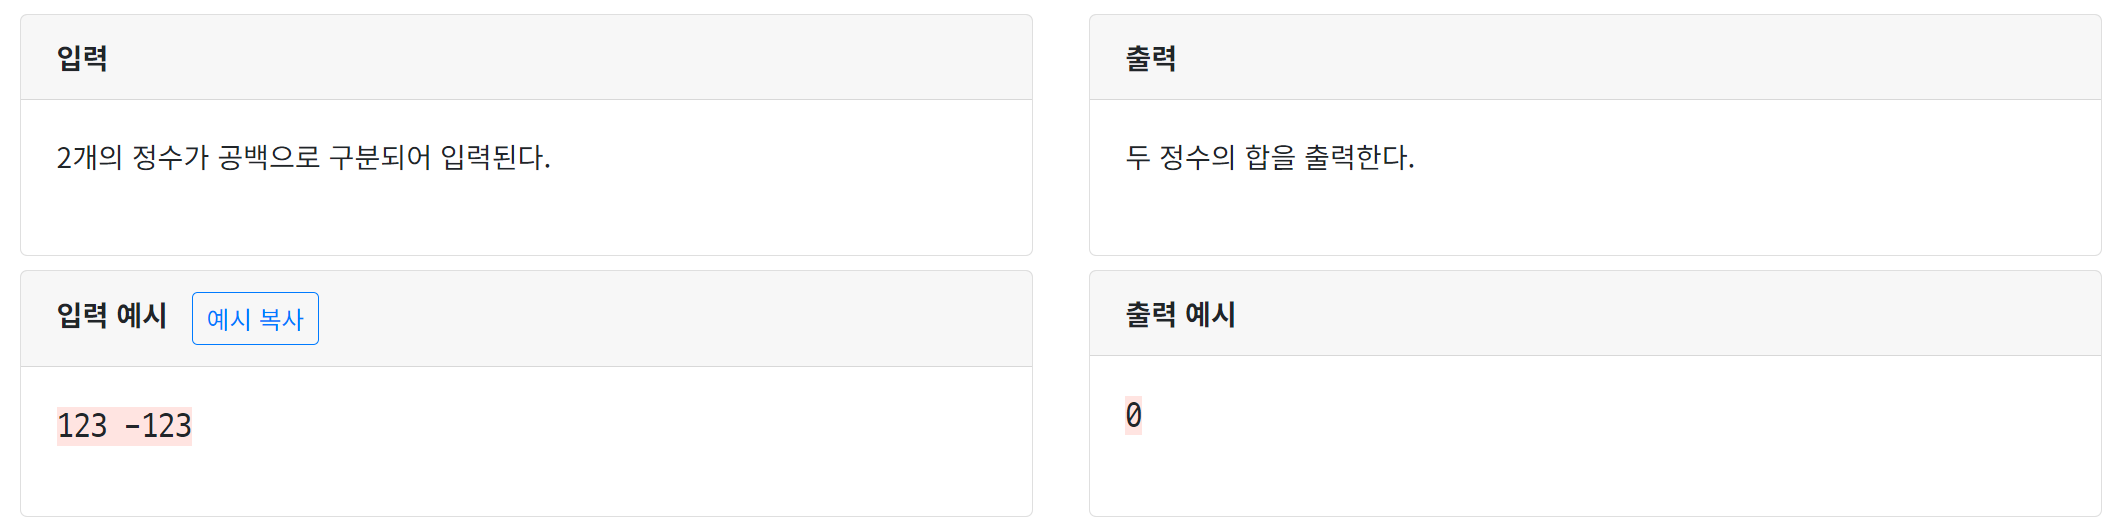 입력
2개의 정수가 공백으로 구분되어 입력된다.
출력
두 정수의 합을 출력한다.
입력 예시 예시 복사
123 -123
출력 예시
0